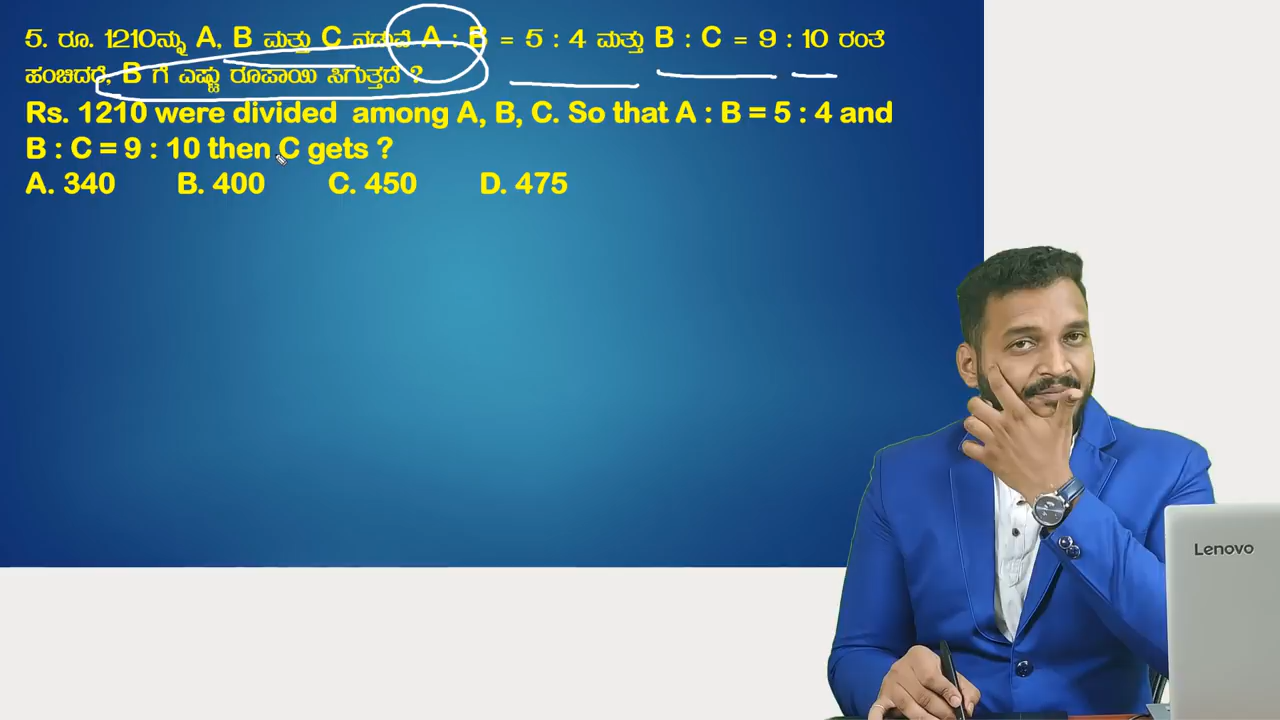 5. ರೂ. 1210ನ್ನು A, B ಮತ್ತು C ನಡುವೆ A : B = 5 : 4 ಮತ್ತು B : C = 9 : 10 ರಂತೆ
ಹಂಚಿದರೆ, B ಗೆ ಎಷ್ಟು ರೂಪಾಯಿ ಸಿಗುತ್ತದೆ ?
Rs. 1210 were divided among A, B, C. So that A : B = 5 : 4 and
B : C = 9 : 10 then C gets ?
A. 340 B. 400 C. 450 D. 475
Lenovo